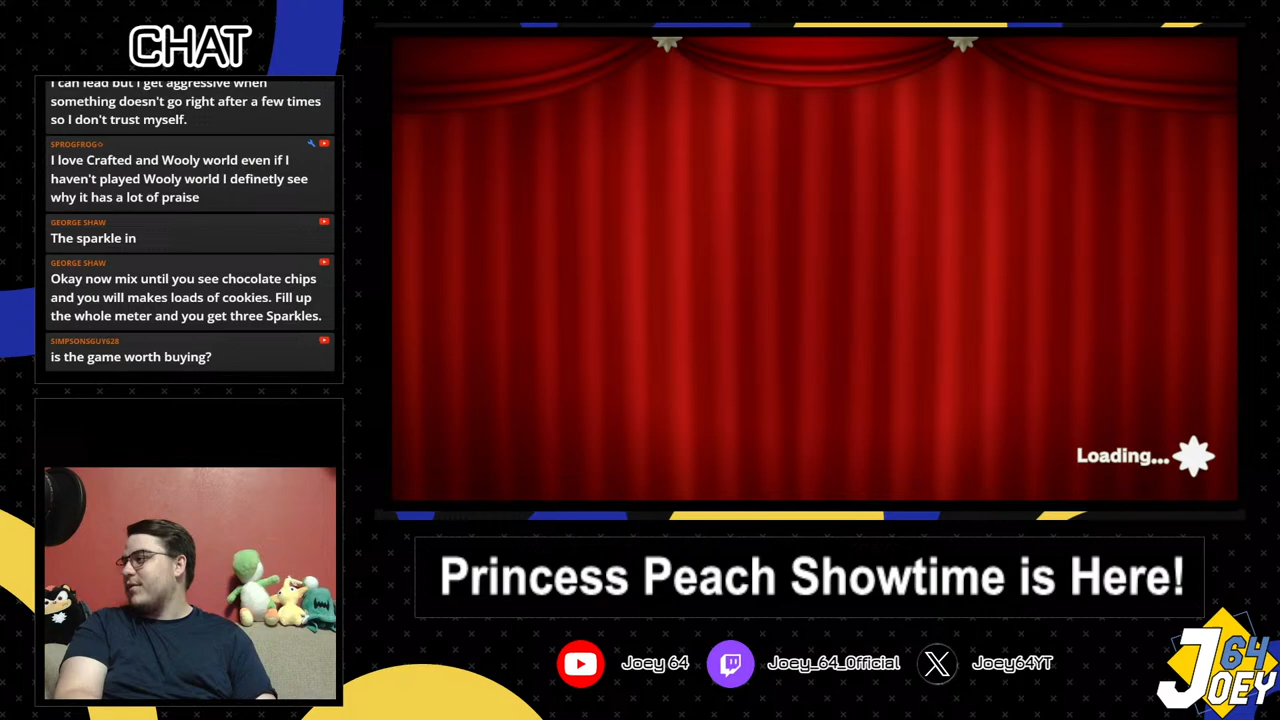 CHAT
I can lead but I get aggressive when
something doesn't go right after a few times
so I don't trust myself.
SPROGFROG
I love Crafted and Wooly world even if I
haven't played Wooly world I definetly see
why it has a lot of praise
GEORGE SHAW
The sparkle in
GEORGE SHAW
Okay now mix until you see chocolate chips
and you will makes loads of cookies. Fill up
the whole meter and you get three Sparkles.
SIMPSONSGUY628
is the game worth buying?
Loading...
Princess Peach Showtime is Here!
Joey 64
Joey_64_Official
Joey64YT
64
JOEY